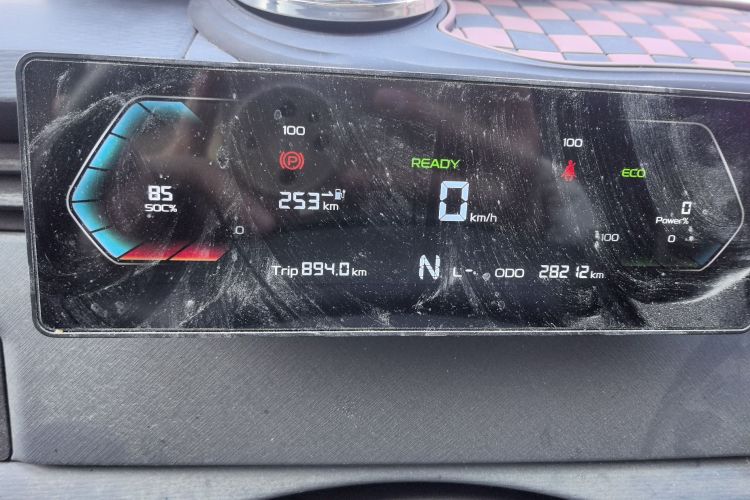 100
100
READY
ECO
85
SOC%
253 km
0 km/h
0
Power%
0
100
0
Trip 894.0 km
N
L -
ODO 28212 km